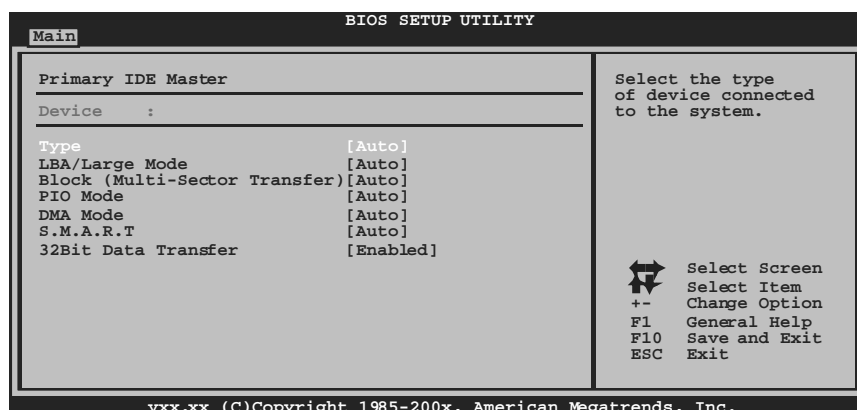 BIOS SETUP UTILITY
Main
Primary IDE Master
Device :
Type [Auto]
LBA/Large Mode [Auto]
Block (Multi-Sector Transfer)[Auto]
PIO Mode [Auto]
DMA Mode [Auto]
S.M.A.R.T [Auto]
32Bit Data Transfer [Enabled]
Select the type
of device connected
to the system.
Select Screen
Select Item
+- Change Option
F1 General Help
F10 Save and Exit
ESC Exit
vxx.xx (C)Copyright 1985-200x, American Megatrends, Inc.